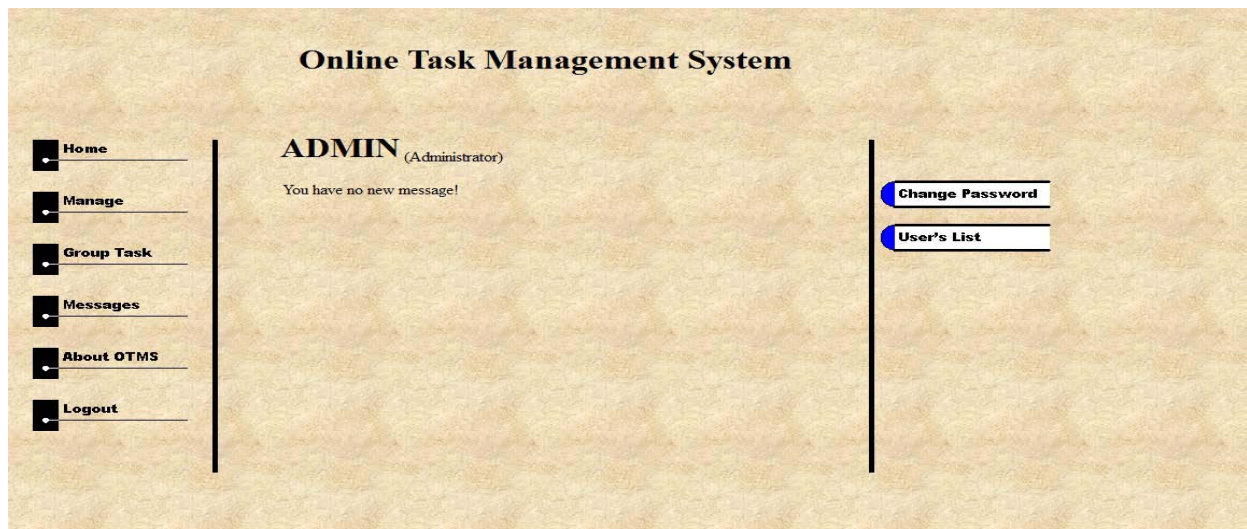 Online Task Management System
Home
Manage
Group Task
Messages
About OTMS
Logout
ADMIN (Administrator)
You have no new message!
Change Password
User's List